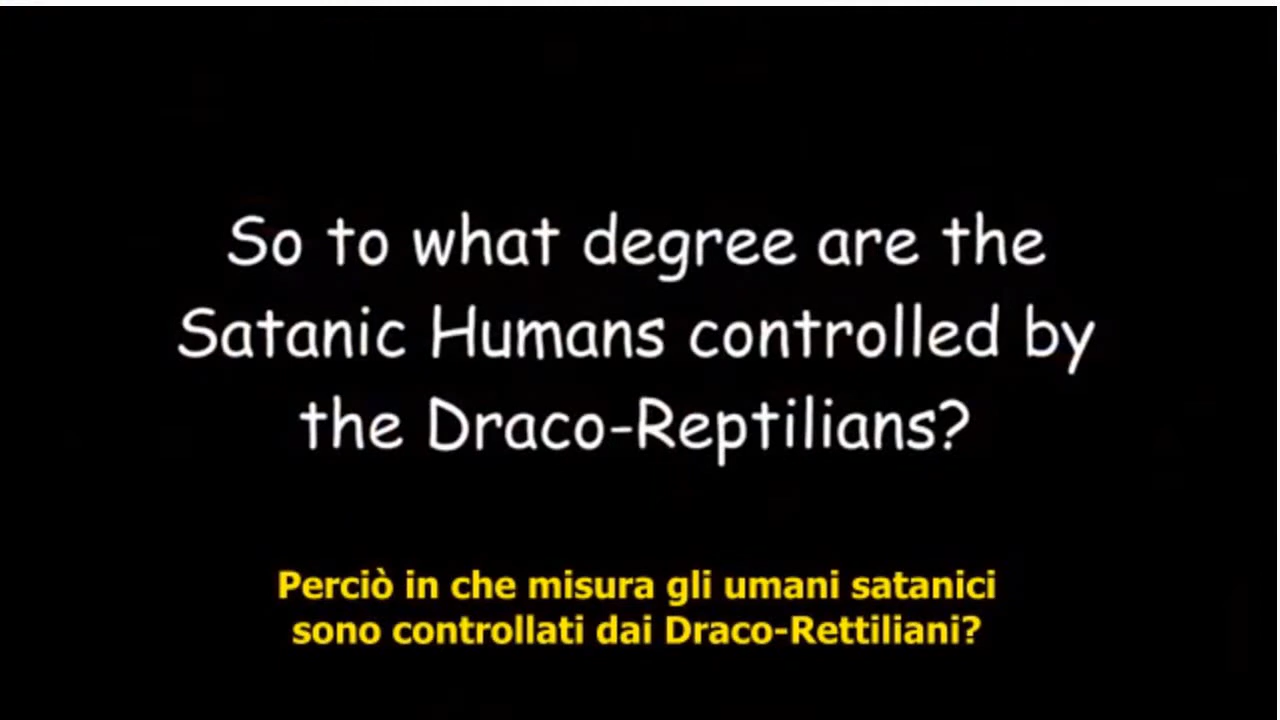 So to what degree are the
Satanic Humans controlled by
the Draco-Reptilians?
Perciò in che misura gli umani satanici
sono controllati dai Draco-Rettiliani?